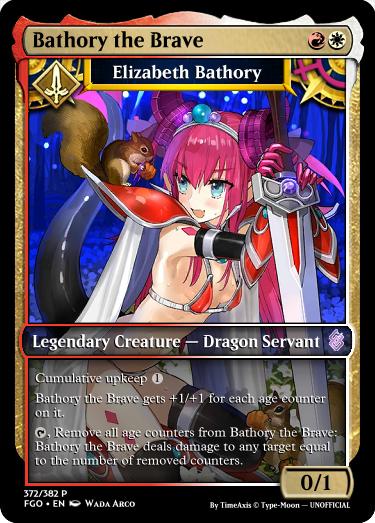 Bathory the Brave
Elizabeth Bathory
Legendary Creature — Dragon Servant
Cumulative upkeep 1
Bathory the Brave gets +1/+1 for each age counter
on it.
, Remove all age counters from Bathory the Brave:
Bathory the Brave deals damage to any target equal
to the number of removed counters.
0/1
372/382 P
FGO • EN Wada Arco
By TimeAxis © Type-Moon — UNOFFICIAL